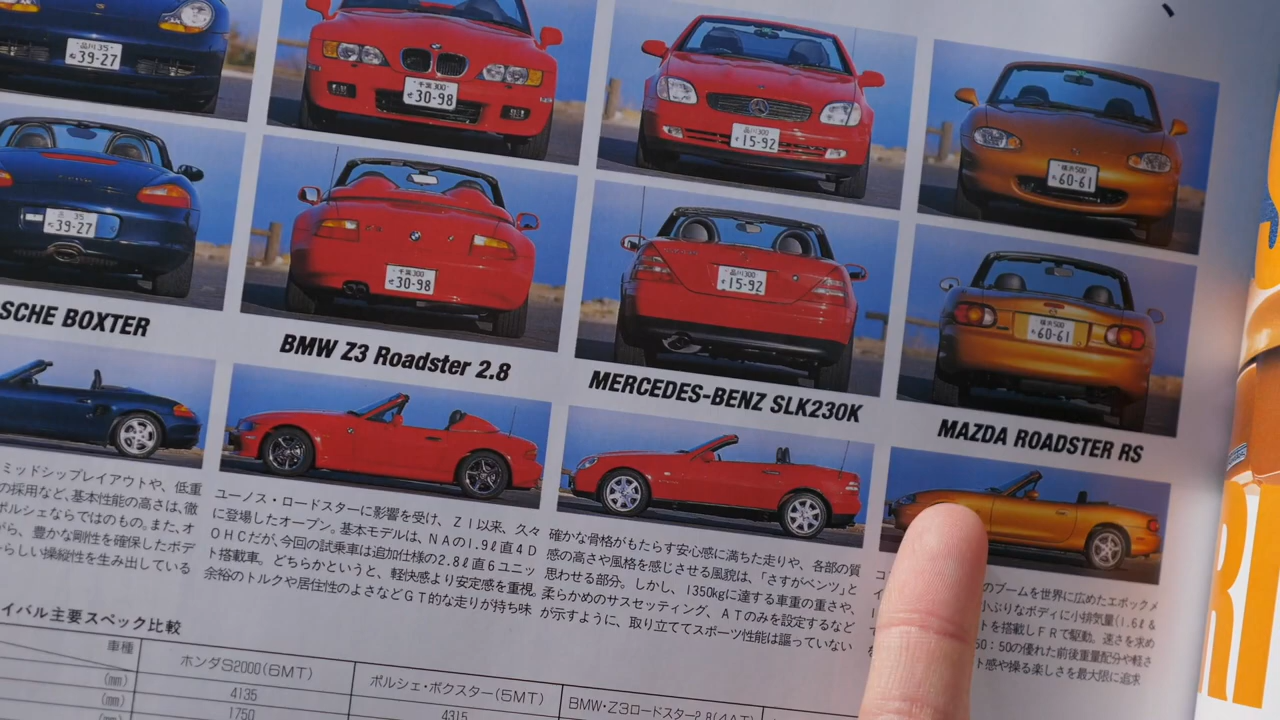 品川 35
39-27
千葉 300
せ 30-98
品川 300
15-92
横浜 500
60-61
品 35
39-27
千葉 300
せ 30-98
品川 300
15-92
横浜 500
60-61
SCHE BOXTER
BMW Z3 Roadster 2.8
MERCEDES-BENZ SLK230K
MAZDA ROADSTER RS
ミッドシップレイアウトや、低重
の採用など、基本性能の高さは、徹
ポルシェならではのもの。また、オ
がら、豊かな剛性を確保したボデ
らしい操縦性を生み出している
ユーノス・ロードスターに影響を受け、Z1以来、久々
に登場したオープン。基本モデルは、NAの1.9ℓ直4D
OHCだが、今回の試乗車は追加仕様の2.8ℓ直6ユニッ
ト搭載車。どちらかというと、軽快感より安定感を重視。
余裕のトルクや居住性のよさなどGT的な走りが持ち味
確かな骨格がもたらす安心感に満ちた走りや、各部の質
感の高さや風格を感じさせる風貌は、「さすがベンツ」と
思わせる部分。しかし、1350kgに達する車重の重さや、
柔らかめのサスセッティング、ATのみを設定するなど
が示すように、取り立ててスポーツ性能は謳っていない
のブームを世界に広めたエポックメ
小ぶりなボディに小排気量(1.6ℓ&
トを搭載しFRで駆動。速さを求め
50:50の優れた前後重量配分や軽さ
ト感や操る楽しさを最大限に追求
イバル主要スペック比較
車種
ホンダS2000(6MT)
ポルシェ・ボクスター(5MT)
BMW・Z3ロードスター2.8(4AT)
(mm)
4135
4315
(mm)
1750
(mm)